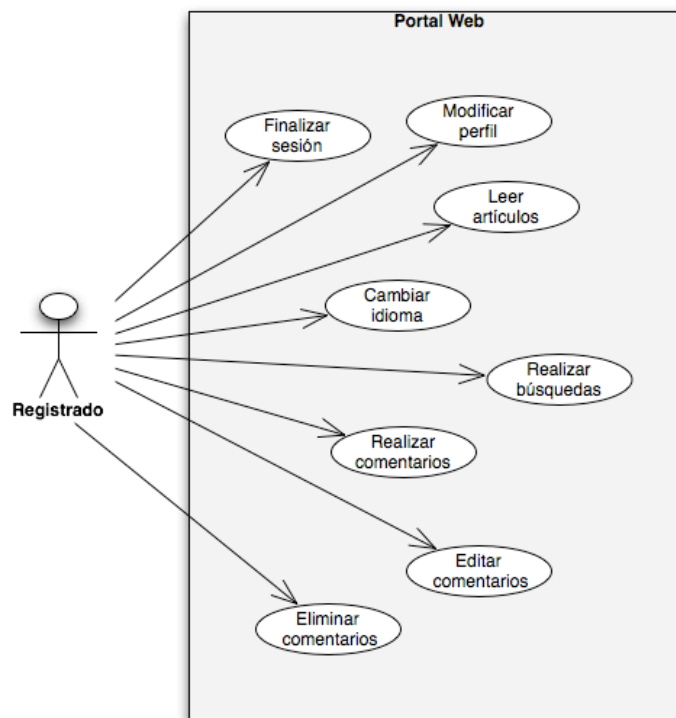 Portal Web
Modificar
perfil
Finalizar
sesión
Leer
artículos
Cambiar
idioma
Realizar
búsquedas
Registrado
Realizar
comentarios
Editar
comentarios
Eliminar
comentarios